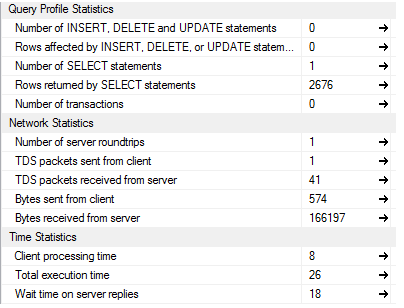 Query Profile Statistics
Number of INSERT, DELETE and UPDATE statements 0 →
Rows affected by INSERT, DELETE, or UPDATE statem... 0 →
Number of SELECT statements 1 →
Rows returned by SELECT statements 2676 →
Number of transactions 0 →
Network Statistics
Number of server roundtrips 1 →
TDS packets sent from client 1 →
TDS packets received from server 41 →
Bytes sent from client 574 →
Bytes received from server 166197 →
Time Statistics
Client processing time 8 →
Total execution time 26 →
Wait time on server replies 18 →